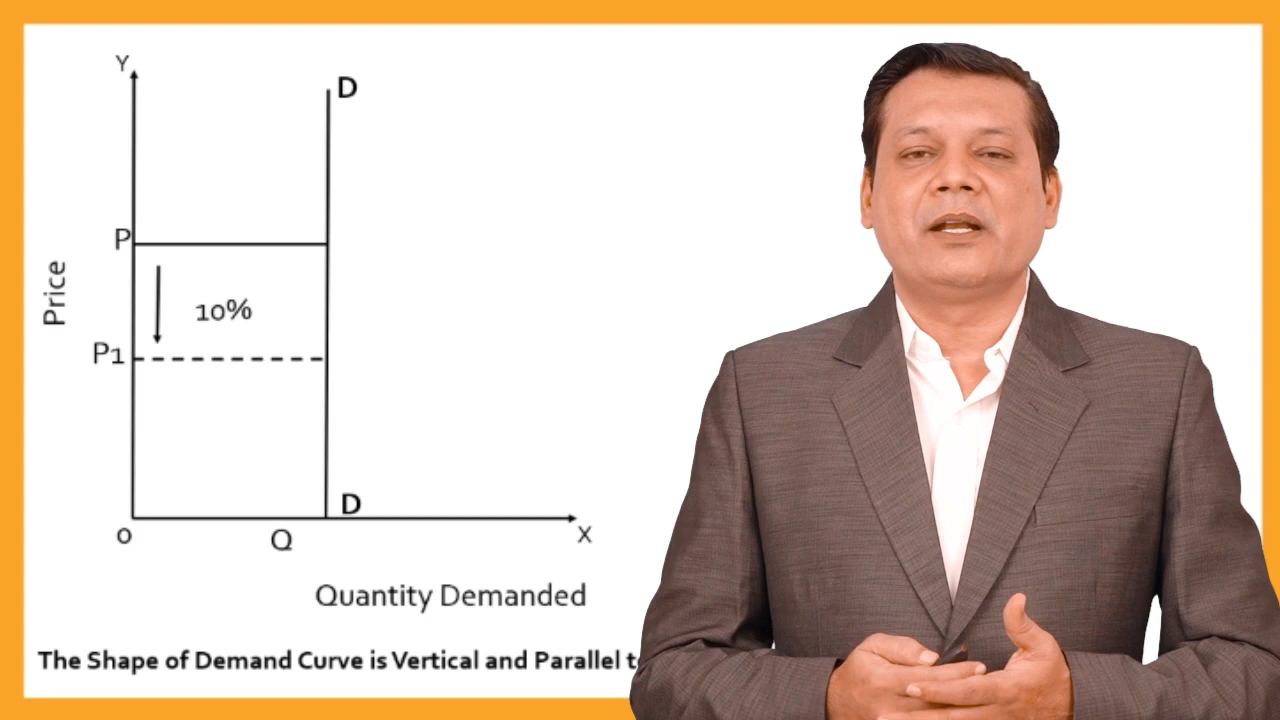 Y
D
P
10%
Price
P1
D
O
Q
X
Quantity Demanded
The Shape of Demand Curve is Vertical and Parallel